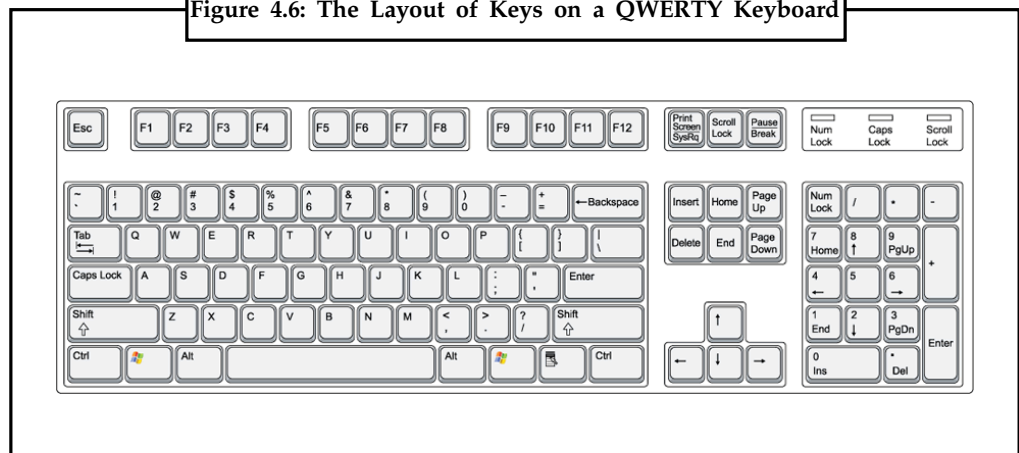 Figure 4.6: The Layout of Keys on a QWERTY Keyboard
Esc F1 F2 F3 F4 F5 F6 F7 F8 F9 F10 F11 F12
Print Screen SysRq Scroll Lock Pause Break
Num Lock Caps Lock Scroll Lock
~ ` ! 1 @ 2 # 3 $ 4 % 5 ^ 6 & 7 * 8 ( 9 ) 0 – - + = ←Backspace
Insert Home Page Up
Num Lock / * -
Tab Q W E R T Y U I O P { [ } ] | \
Delete End Page Down
7 Home 8 ↑ 9 PgUp +
Caps Lock A S D F G H J K L : ; " ' Enter
4 ← 5 6 →
Shift Z X C V B N M < , > . ? / Shift
↑
1 End 2 ↓ 3 PgDn Enter
Ctrl Alt Alt Ctrl
← ↓ →
0 Ins • Del